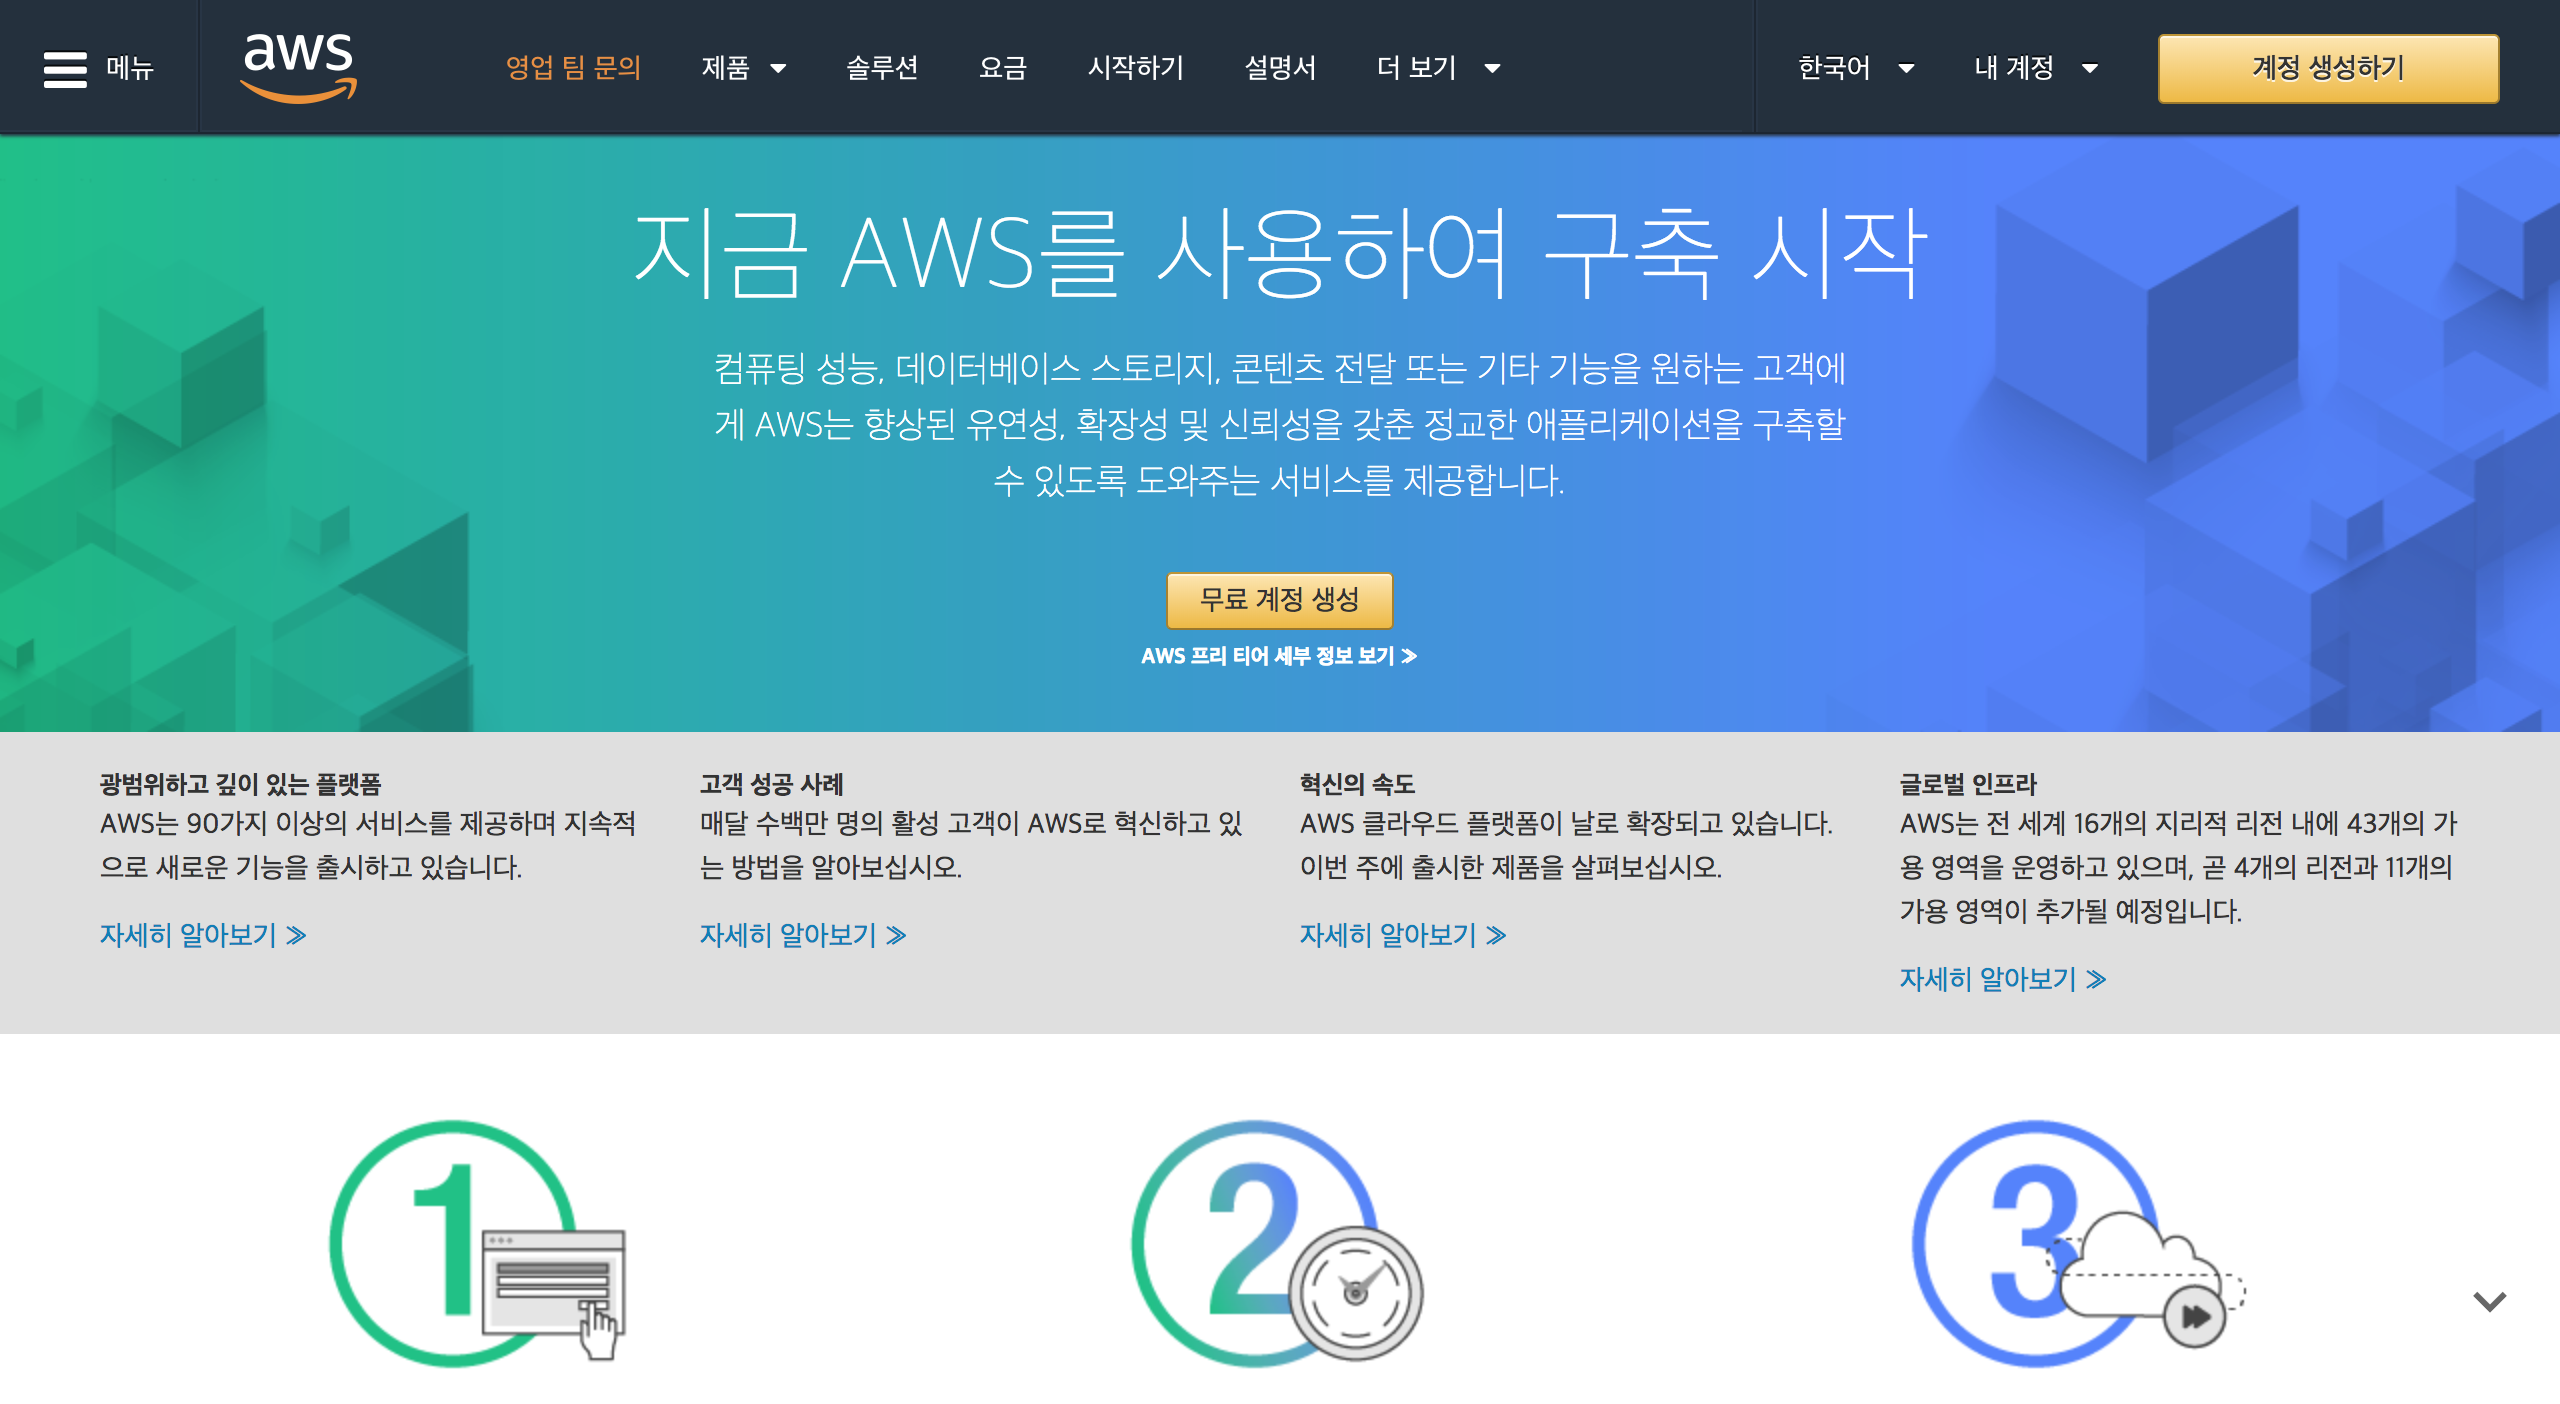 메뉴
aws
영업 팀 문의
제품
솔루션
요금
시작하기
설명서
더 보기
한국어
내 계정
계정 생성하기
지금 AWS를 사용하여 구축 시작
컴퓨팅 성능, 데이터베이스 스토리지, 콘텐츠 전달 또는 기타 기능을 원하는 고객에
게 AWS는 향상된 유연성, 확장성 및 신뢰성을 갖춘 정교한 애플리케이션을 구축할
수 있도록 도와주는 서비스를 제공합니다.
무료 계정 생성
AWS 프리 티어 세부 정보 보기 ≫
광범위하고 깊이 있는 플랫폼
AWS는 90가지 이상의 서비스를 제공하며 지속적
으로 새로운 기능을 출시하고 있습니다.
자세히 알아보기 ≫
고객 성공 사례
매달 수백만 명의 활성 고객이 AWS로 혁신하고 있
는 방법을 알아보십시오.
자세히 알아보기 ≫
혁신의 속도
AWS 클라우드 플랫폼이 날로 확장되고 있습니다.
이번 주에 출시한 제품을 살펴보십시오.
자세히 알아보기 ≫
글로벌 인프라
AWS는 전 세계 16개의 지리적 리전 내에 43개의 가
용 영역을 운영하고 있으며, 곧 4개의 리전과 11개의
가용 영역이 추가될 예정입니다.
자세히 알아보기 ≫
1
2
3